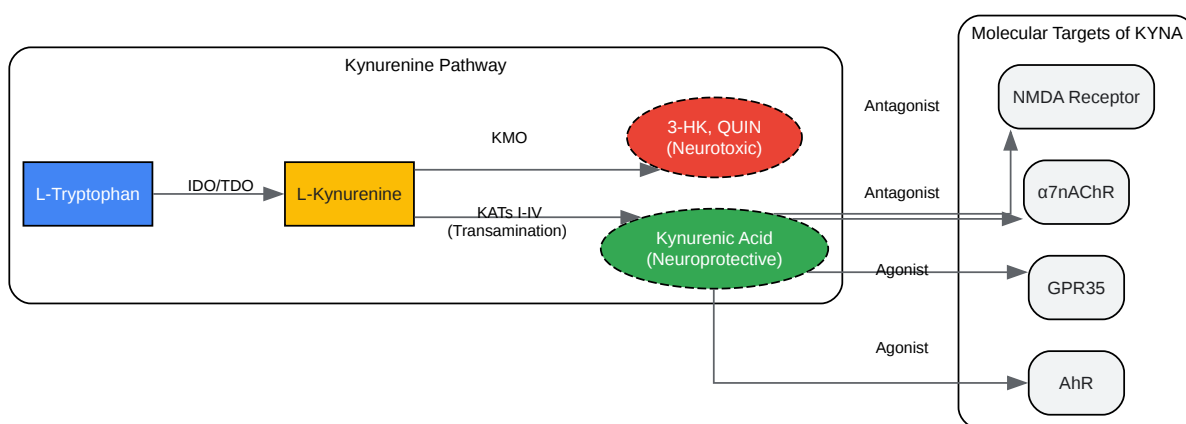 Molecular Targets of KYNA
Kynurenine Pathway
L-Tryptophan
IDO/TDO
L-Kynurenine
KMO
3-HK, QUIN
(Neurotoxic)
KATs I-IV
(Transamination)
Kynurenic Acid
(Neuroprotective)
Antagonist
NMDA Receptor
Antagonist
α7nAChR
Agonist
GPR35
Agonist
AhR